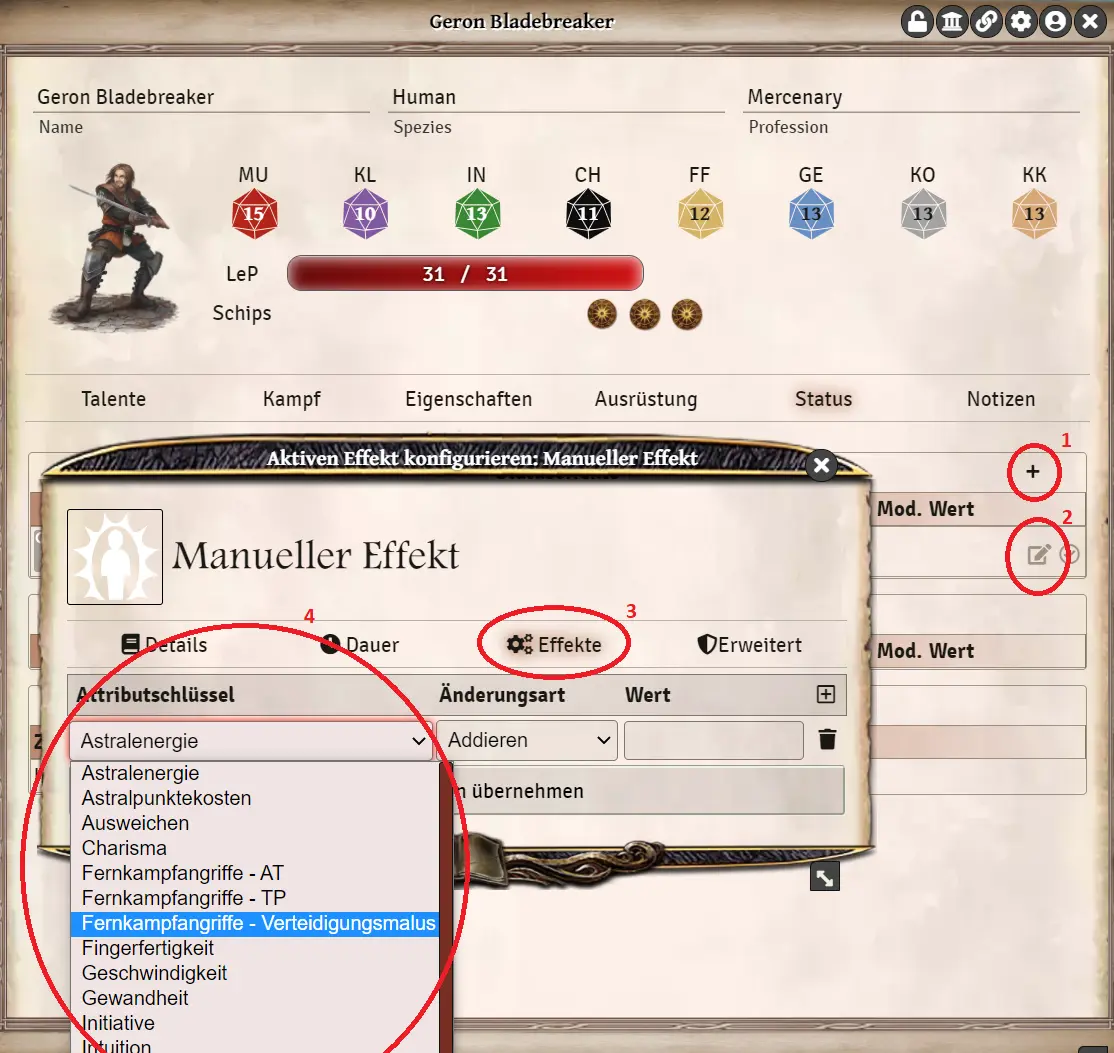 Geron Bladebreaker
Geron Bladebreaker Human Mercenary
Name Spezies Profession
MU KL IN CH FF GE KO KK
15 10 13 11 12 13 13 13
LeP 31 / 31
Schips
Talente Kampf Eigenschaften Ausrüstung Status Notizen
1
Aktiven Effekt konfigurieren: Manueller Effekt
+
Mod. Wert
2
Manueller Effekt
4 3
Details Dauer Effekte Erweitert
Mod. Wert
Attributschlüssel Änderungsart Wert
Astralenergie Addieren
Astralenergie
übernehmen
Astralpunktekosten
Ausweichen
Charisma
Fernkampfangriffe - AT
Fernkampfangriffe - TP
Fernkampfangriffe - Verteidigungsmalus
Fingerfertigkeit
Geschwindigkeit
Gewandheit
Initiative
Intuition